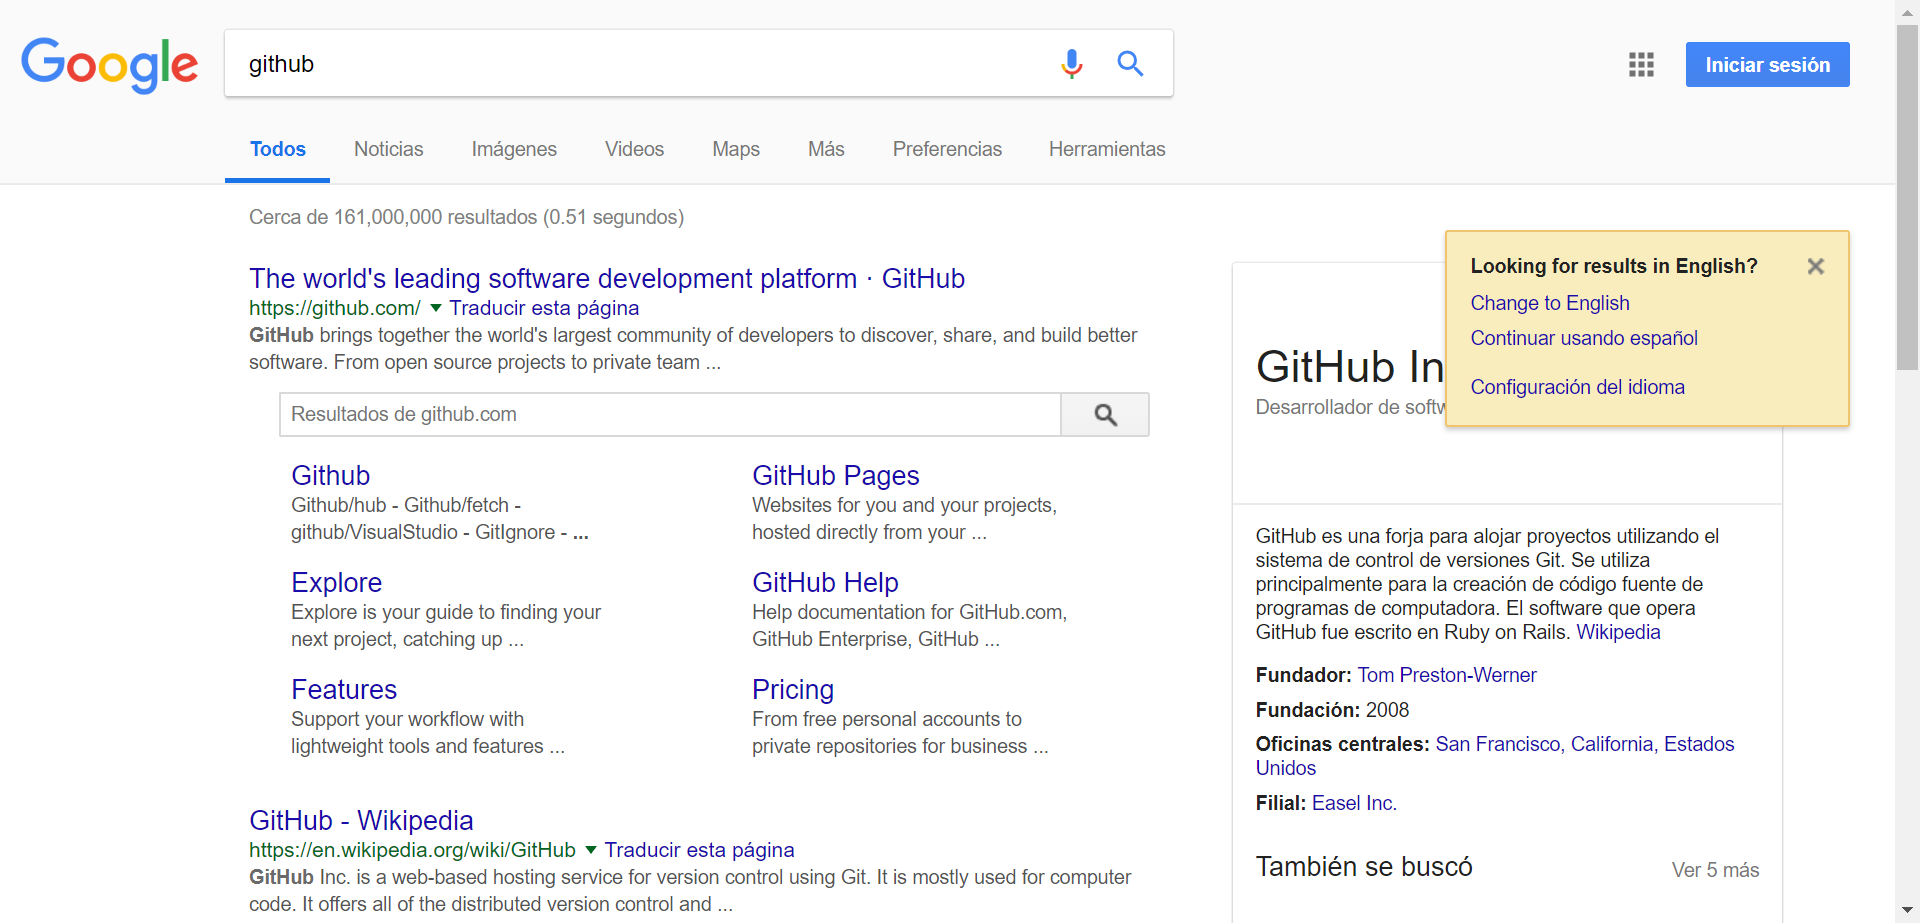 Google
github
Iniciar sesión
Todos Noticias Imágenes Videos Maps Más Preferencias Herramientas
Cerca de 161,000,000 resultados (0.51 segundos)
The world's leading software development platform · GitHub
https://github.com/ Traducir esta página
GitHub brings together the world's largest community of developers to discover, share, and build better
software. From open source projects to private team ...
Resultados de github.com
Github
Github/hub - Github/fetch -
github/VisualStudio - GitIgnore - ...
GitHub Pages
Websites for you and your projects,
hosted directly from your ...
Explore
Explore is your guide to finding your
next project, catching up ...
GitHub Help
Help documentation for GitHub.com,
GitHub Enterprise, GitHub ...
Features
Support your workflow with
lightweight tools and features ...
Pricing
From free personal accounts to
private repositories for business ...
GitHub - Wikipedia
https://en.wikipedia.org/wiki/GitHub Traducir esta página
GitHub Inc. is a web-based hosting service for version control using Git. It is mostly used for computer
code. It offers all of the distributed version control and ...
Looking for results in English?
Change to English
Continuar usando español
Configuración del idioma
GitHub In
Desarrollador de softw
GitHub es una forja para alojar proyectos utilizando el
sistema de control de versiones Git. Se utiliza
principalmente para la creación de código fuente de
programas de computadora. El software que opera
GitHub fue escrito en Ruby on Rails. Wikipedia
Fundador: Tom Preston-Werner
Fundación: 2008
Oficinas centrales: San Francisco, California, Estados
Unidos
Filial: Easel Inc.
También se buscó
Ver 5 más